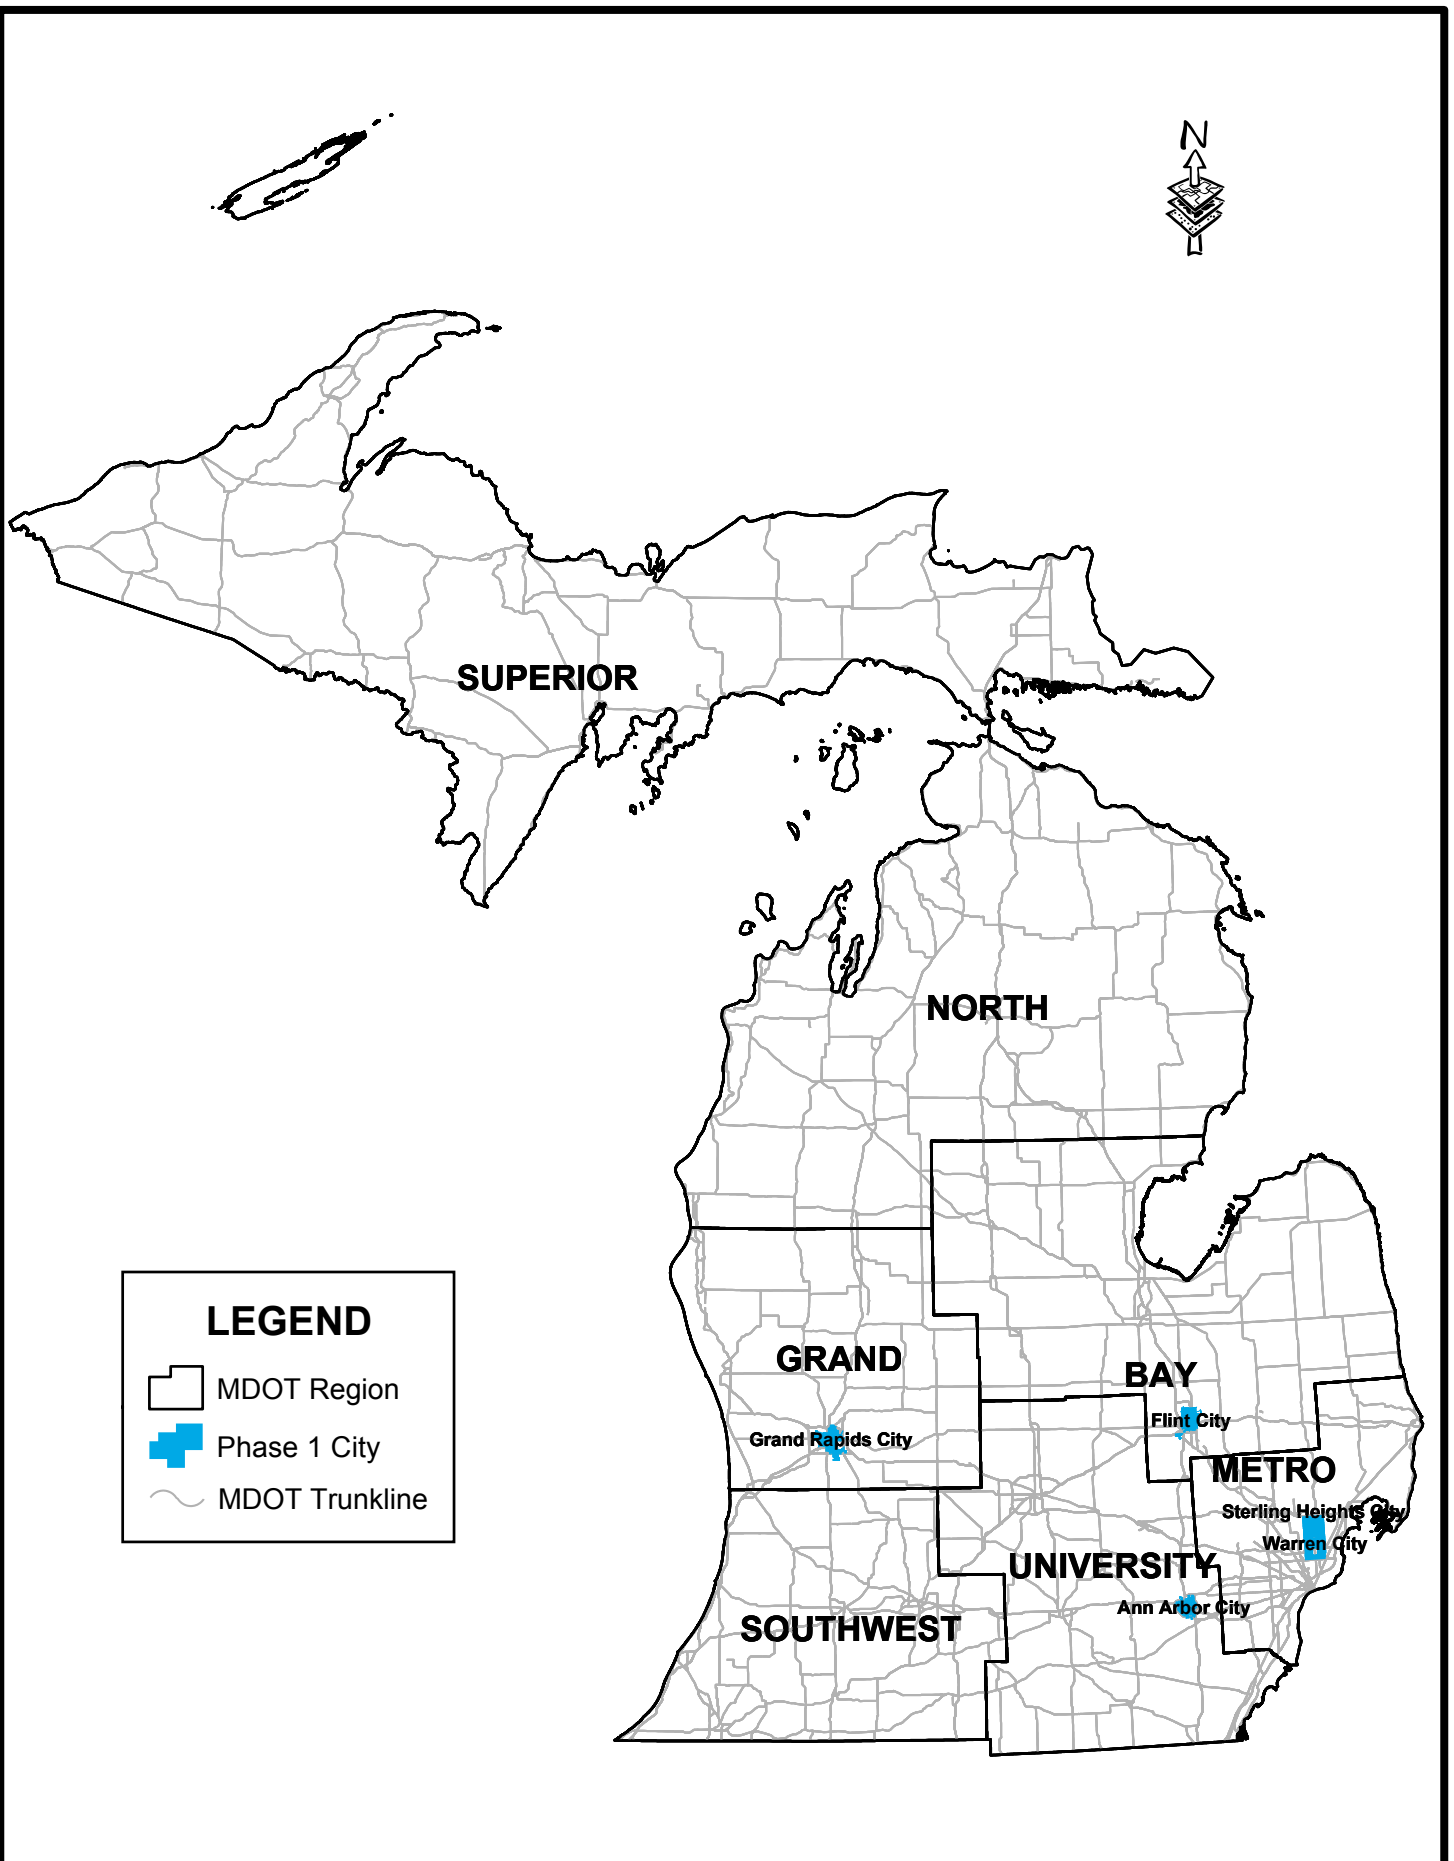 N
SUPERIOR
NORTH
LEGEND
MDOT Region
Phase 1 City
MDOT Trunkline
GRAND
Grand Rapids City
BAY
Flint City
METRO
Sterling Heights City
Warren City
UNIVERSITY
Ann Arbor City
SOUTHWEST